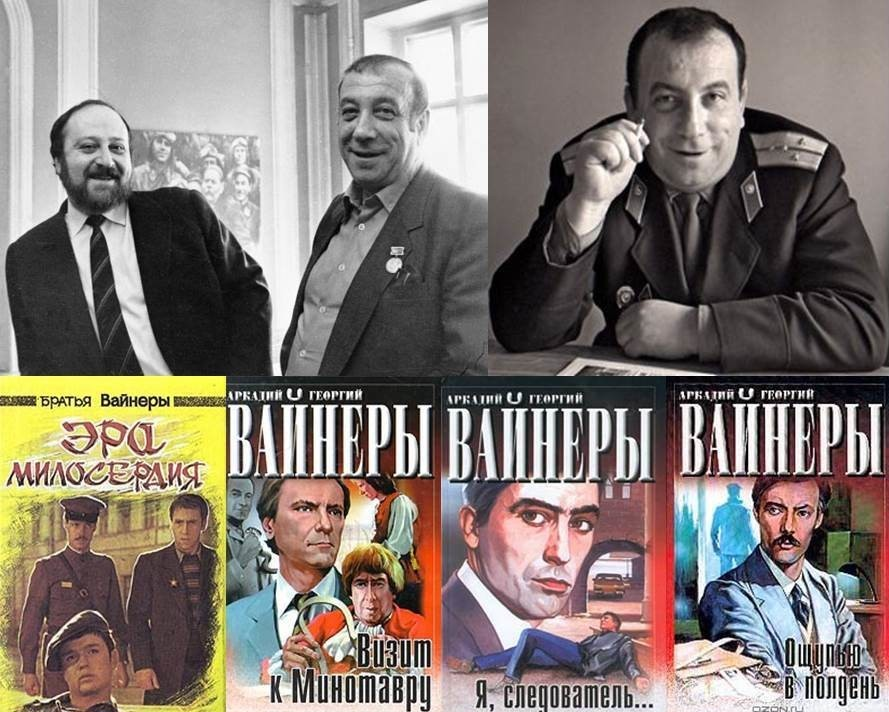 БРАТЬЯ Вайнеры
ЭРА
МИЛОСЕРДИЯ
АРКАДИЙ ГЕОРГИЙ
ВАЙНЕРЫ
Визит
к Минотавру
АРКАДИЙ ГЕОРГИЙ
ВАЙНЕРЫ
Я, следователь...
АРКАДИЙ ГЕОРГИЙ
ВАЙНЕРЫ
Ощупью
в полдень
ozon.ru